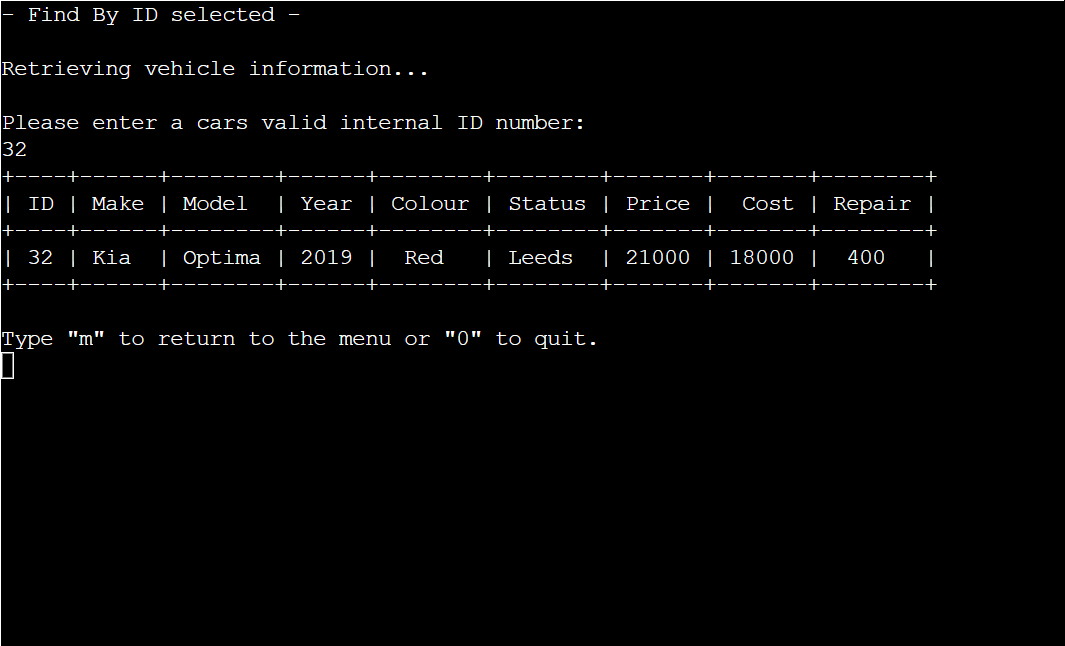 - Find By ID selected -
Retrieving vehicle information...
Please enter a cars valid internal ID number:
32
+----+------+--------+------+--------+--------+-------+-------+--------+
| ID | Make | Model  | Year | Colour | Status | Price |  Cost | Repair |
+----+------+--------+------+--------+--------+-------+-------+--------+
| 32 | Kia  | Optima | 2019 |  Red   | Leeds  | 21000 | 18000 |  400   |
+----+------+--------+------+--------+--------+-------+-------+--------+
Type "m" to return to the menu or "0" to quit.